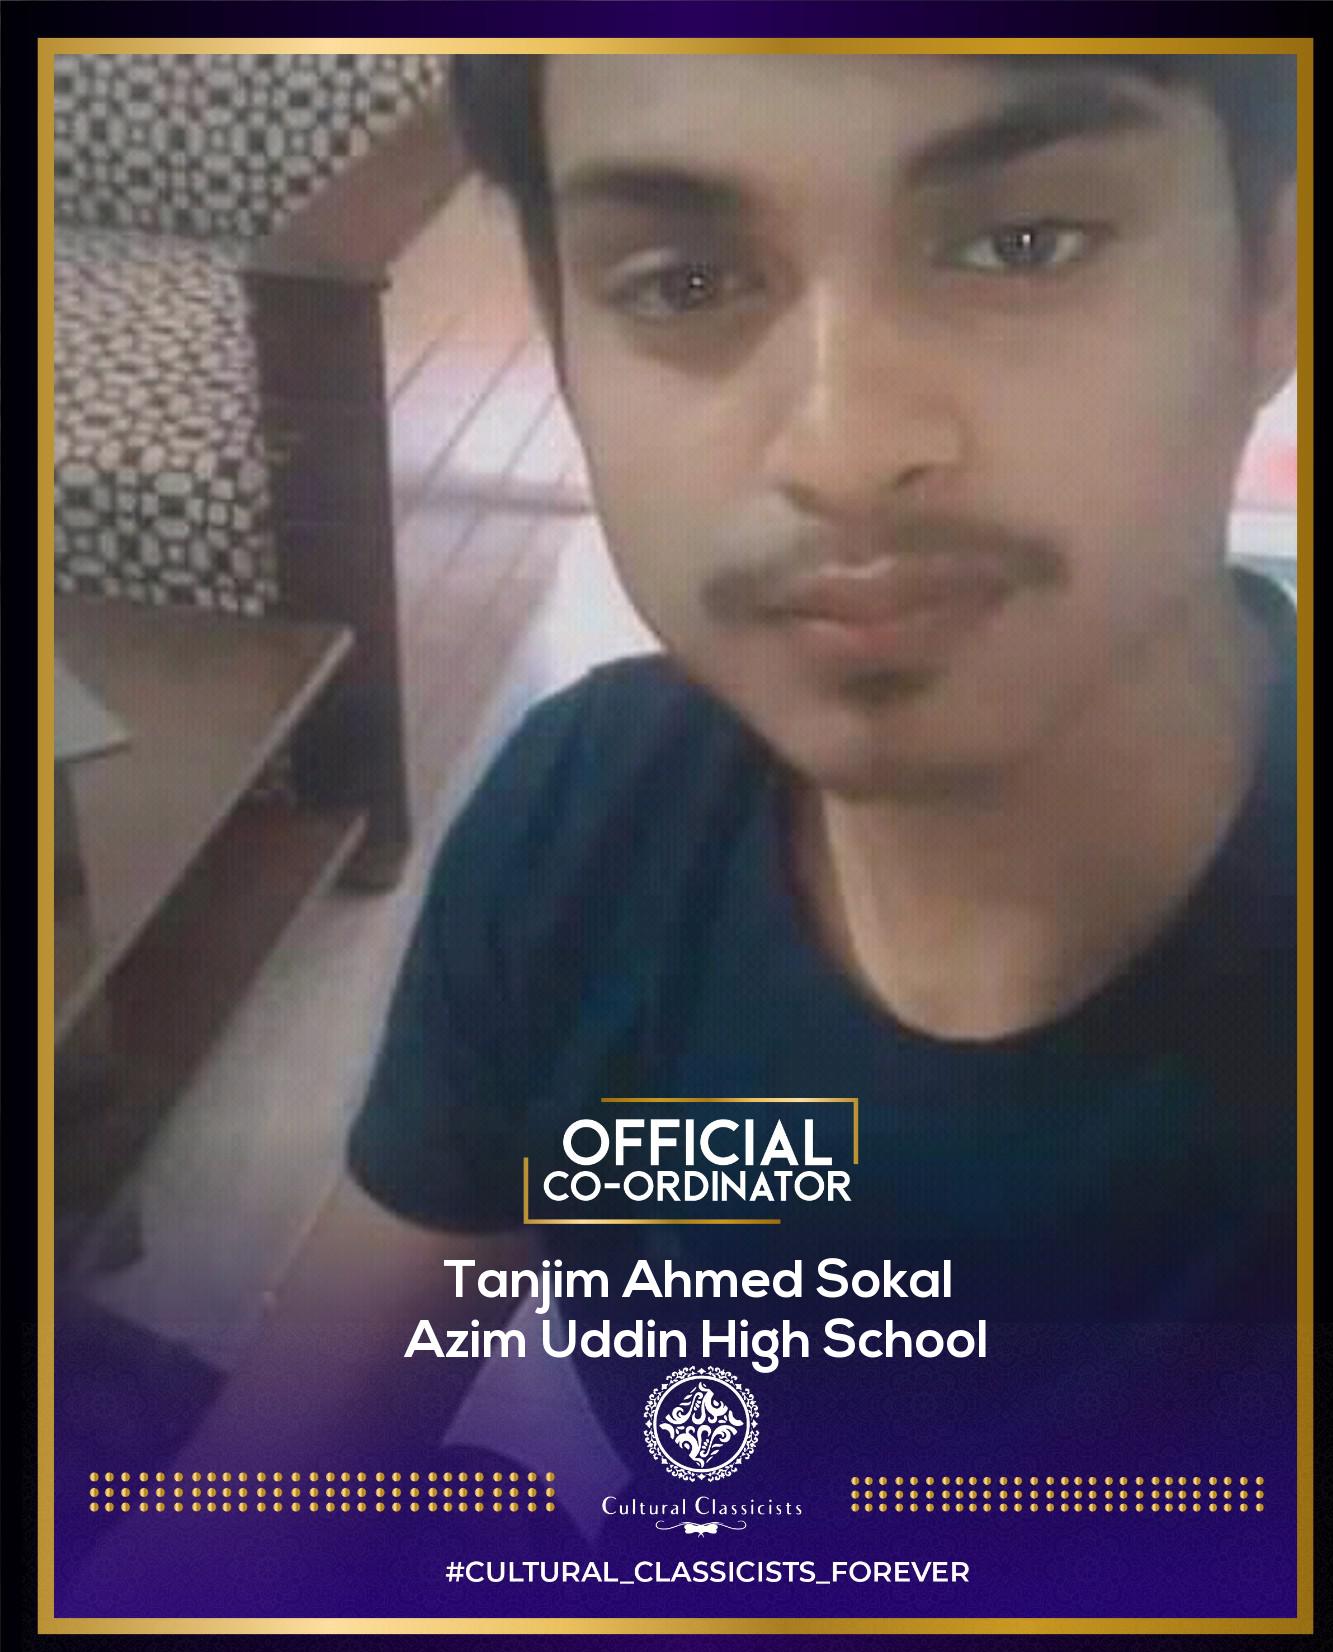 OFFICIAL
CO-ORDINATOR
Tanjim Ahmed Sokal
Azim Uddin High School
Cultural Classicists
#CULTURAL_CLASSICISTS_FOREVER